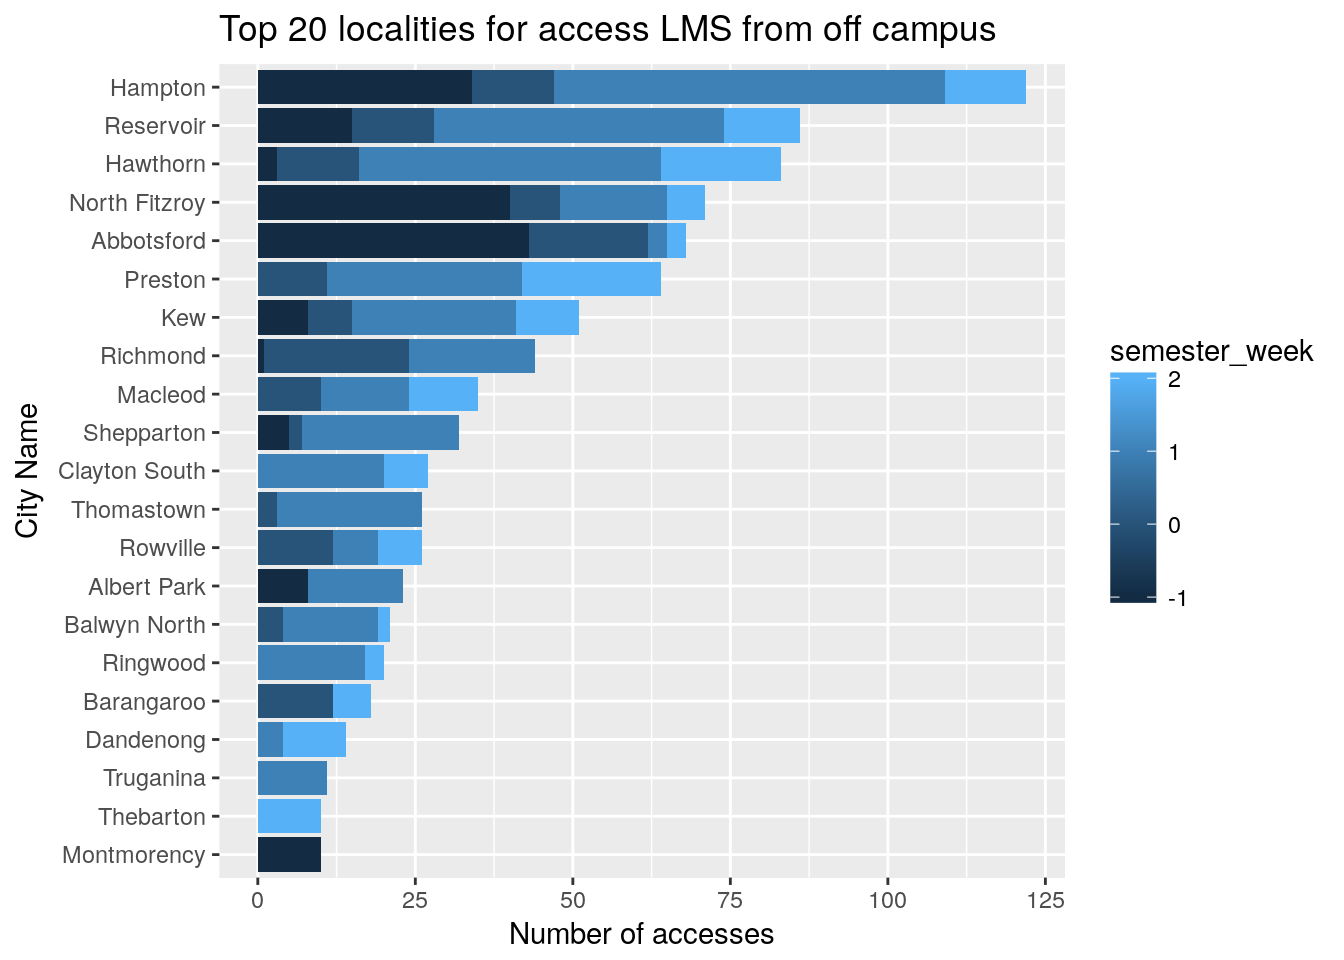 Top 20 localities for access LMS from off campus
Hampton
Reservoir
Hawthorn
North Fitzroy
Abbotsford
Preston
Kew
Richmond
Macleod
Shepparton
Clayton South
Thomastown
Rowville
Albert Park
Balwyn North
Ringwood
Barangaroo
Dandenong
Truganina
Thebarton
Montmorency
City Name
0 25 50 75 100 125
Number of accesses
semester_week
2
1
0
-1